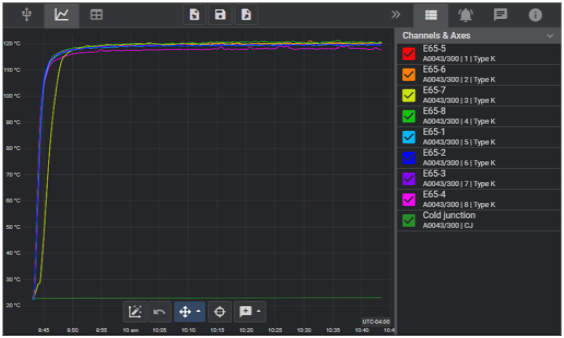 Channels & Axes
E65-5
A0043/300 | 1 | Type K
E65-6
A0043/300 | 2 | Type K
E65-7
A0043/300 | 3 | Type K
E65-8
A0043/300 | 4 | Type K
E65-1
A0043/300 | 5 | Type K
E65-2
A0043/300 | 6 | Type K
E65-3
A0043/300 | 7 | Type K
E65-4
A0043/300 | 8 | Type K
Cold junction
A0043/300 | CJ
120 °C
110 °C
100 °C
90 °C
80 °C
70 °C
60 °C
50 °C
40 °C
30 °C
20 °C
UTC-04:00
9:45 9:50 9:55 10 am 10:05 10:10 10:15 10:20 10:25 10:30 10:35 10:40 10:4